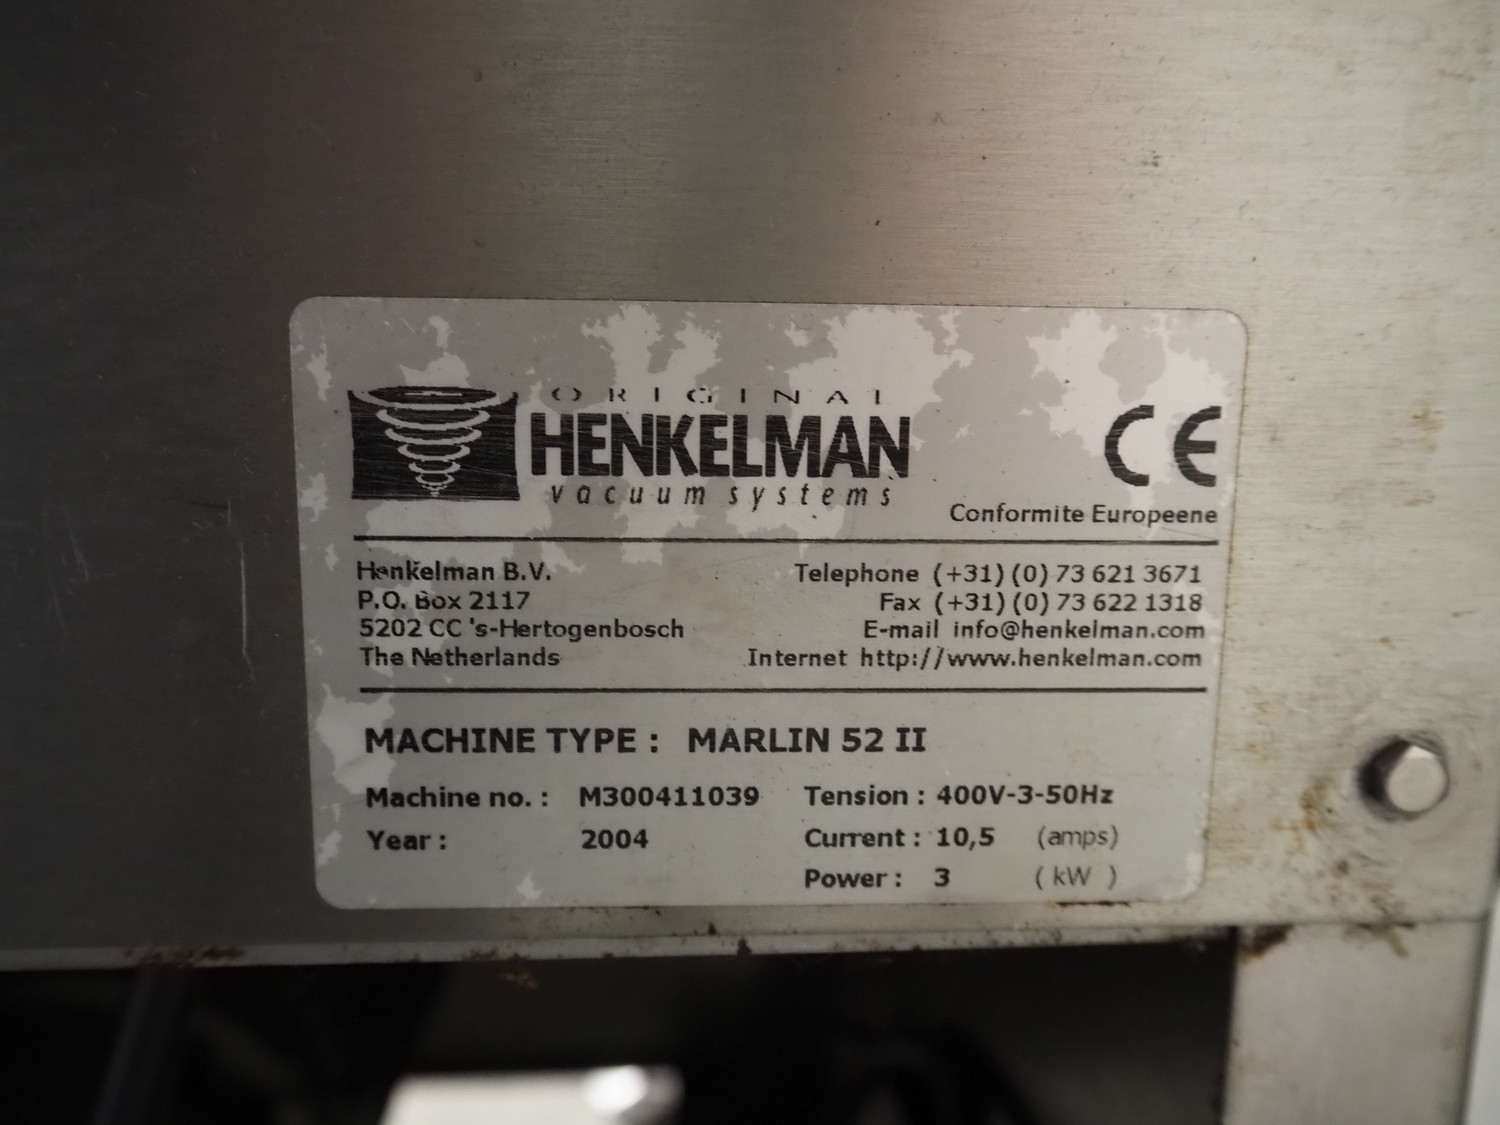 ORIGINAL
HENKELMAN
vacuum systems
CE
Conformite Europeene
Henkelman B.V.
P.O. Box 2117
5202 CC 's-Hertogenbosch
The Netherlands
Telephone (+31) (0) 73 621 3671
Fax (+31) (0) 73 622 1318
E-mail info@henkelman.com
Internet http://www.henkelman.com
MACHINE TYPE : MARLIN 52 II
Machine no. : M300411039 Tension : 400V-3-50Hz
Year : 2004 Current : 10,5 (amps)
Power : 3 ( kW )